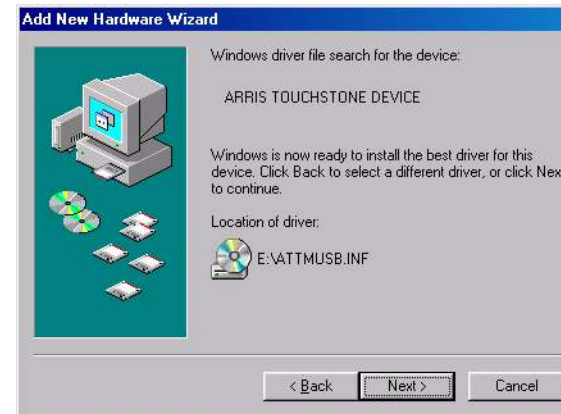 Add New Hardware Wizard
Windows driver file search for the device:
ARRIS TOUCHSTONE DEVICE
Windows is now ready to install the best driver for this
device. Click Back to select a different driver, or click Nex
to continue.
Location of driver:
E:\ATTMUSB.INF
< Back
Next >
Cancel